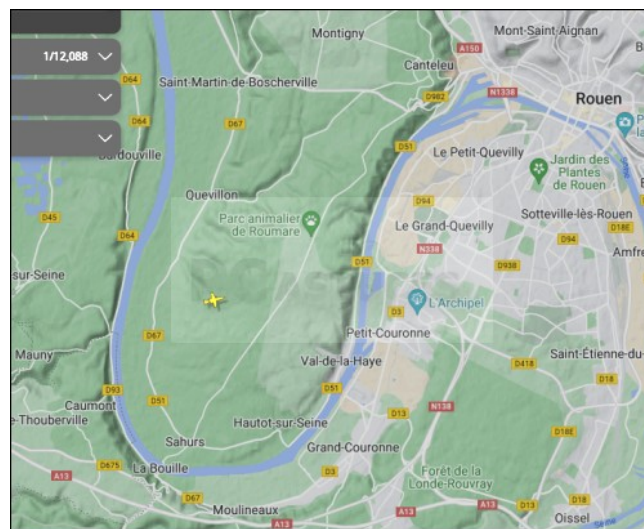 Montigny
Mont-Saint-Aignan
A150
1/12,088
Canteleu
D64
Saint-Martin-de-Boscherville
N1338
Rouen
D982
D64
D67
D51
Le Petit-Quevilly
Jardin des
Plantes
de Rouen
Quevillon
D94
Sotteville-lès-Rouen
D45
Parc animalier
de Roumare
Le Grand-Quevilly
D18E
D64
N338
D94
Amfre
D51
D938
sur-Seine
L'Archipel
D3
D67
Petit-Couronne
Mauny
Val-de-la-Haye
D418
Saint-Étienne-du-
D93
D51
D18
D51
Caumont
N138
D13
e-Thouberville
Hautot-sur-Seine
D18E
Sahurs
Grand-Couronne
A13
D675
La Bouille
D3
Forêt de la
Londe-Rouvray
A13
D67
A13
D13
D18
Moulineaux
Oissel
Seine